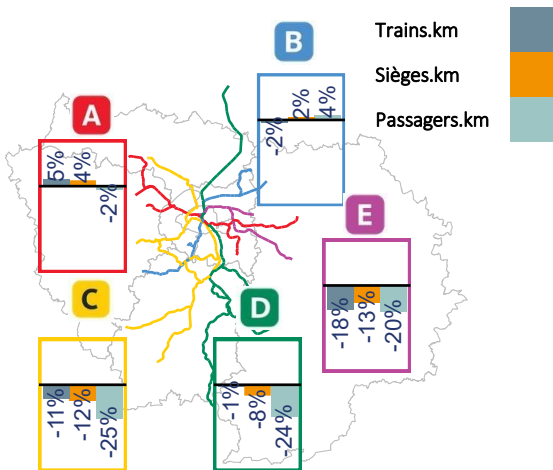 Trains.km
Sièges.km
Passagers.km
B
-2%
2%
4%
A
5%
4%
-2%
E
-18%
-13%
-20%
C
-11%
-12%
-25%
D
-1%
-8%
-24%